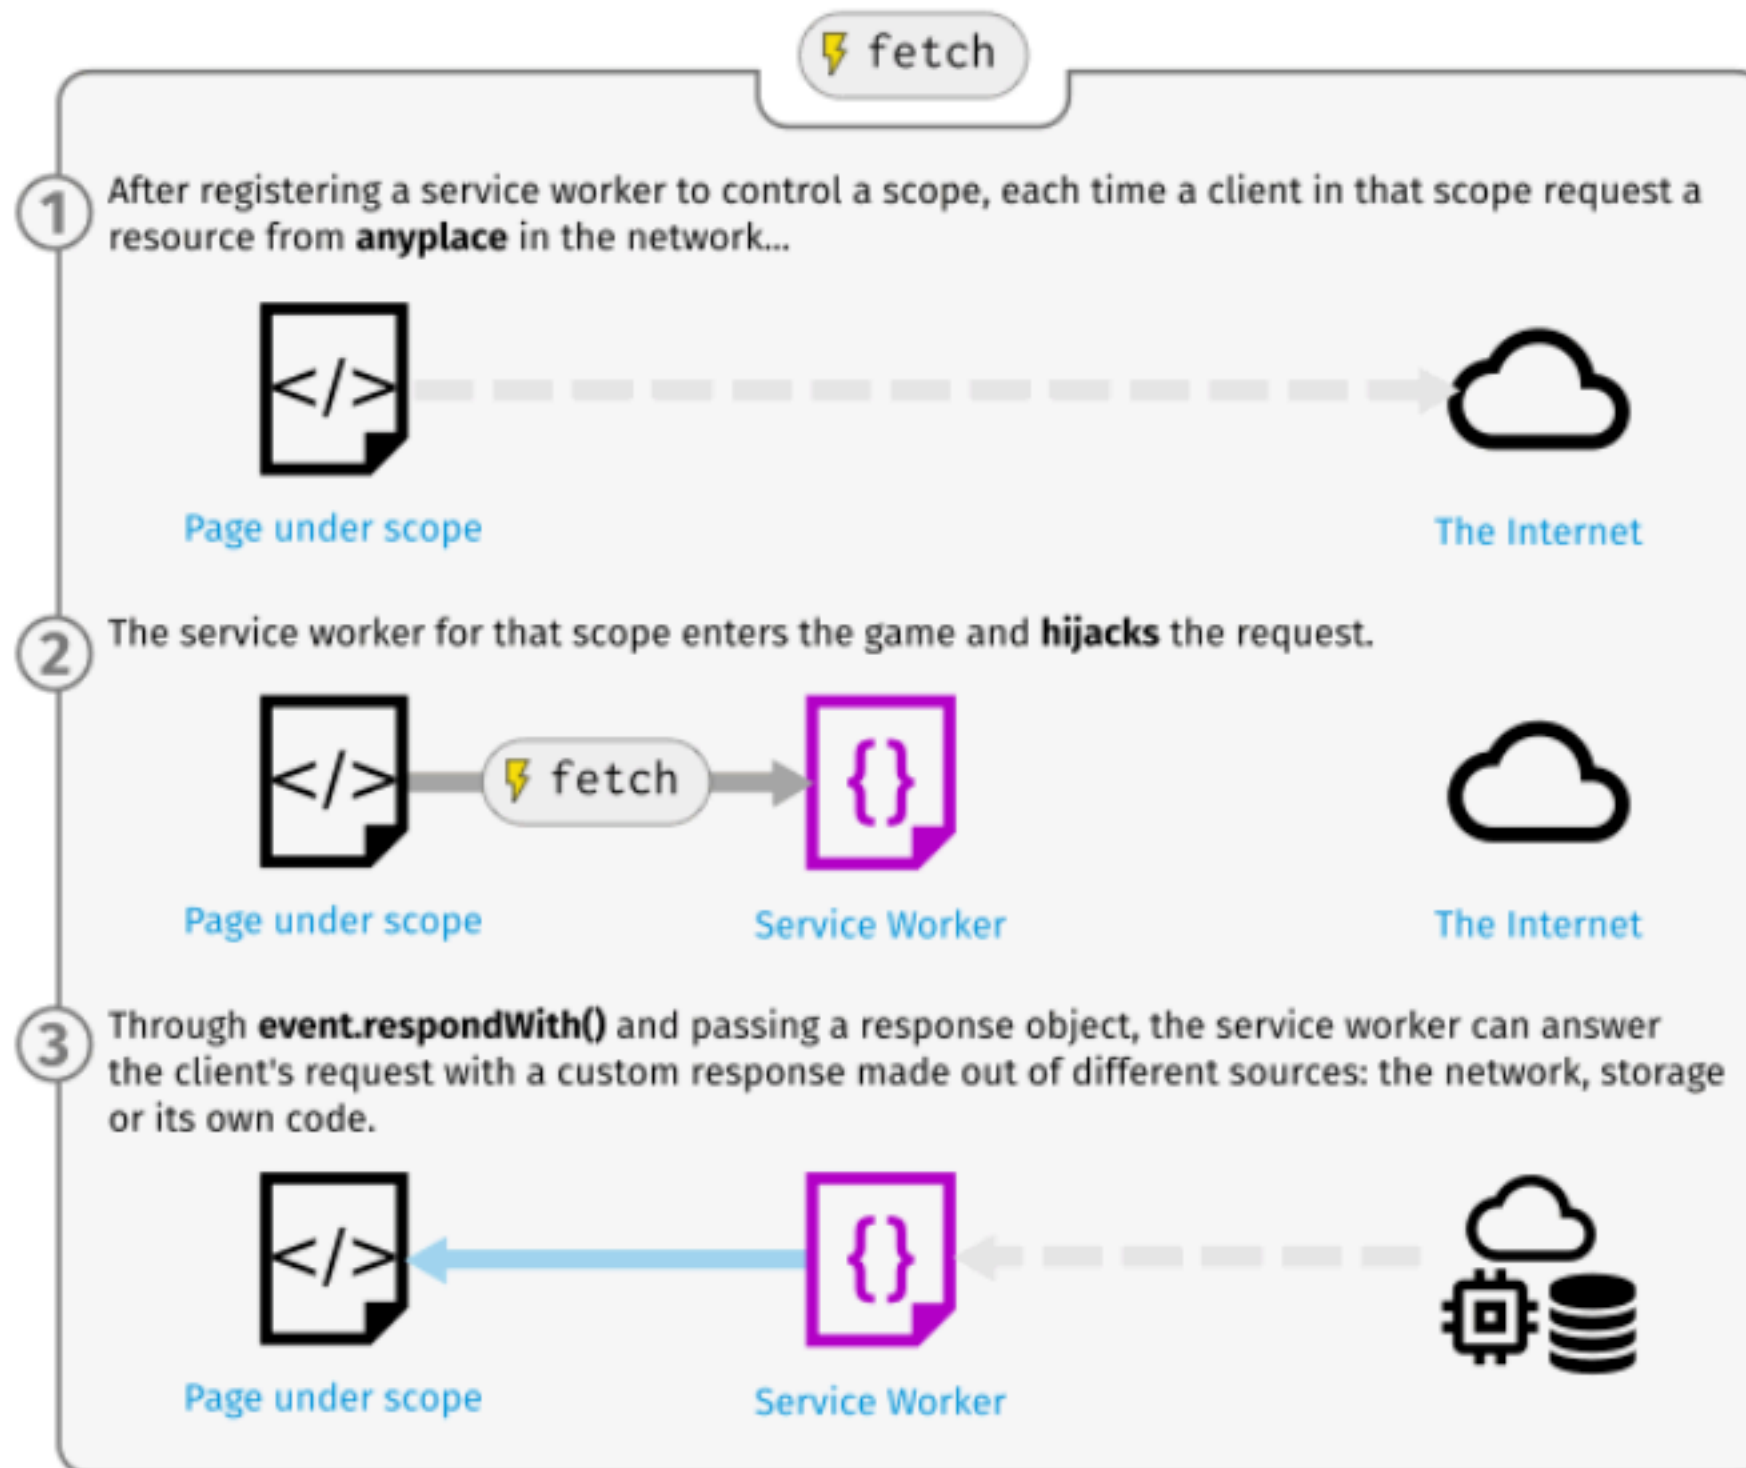 fetch
1
After registering a service worker to control a scope, each time a client in that scope request a
resource from anyplace in the network...
</>
Page under scope
The Internet
2
The service worker for that scope enters the game and hijacks the request.
</>
fetch
{}
Page under scope
Service Worker
The Internet
3
Through event.respondWith() and passing a response object, the service worker can answer
the client's request with a custom response made out of different sources: the network, storage
or its own code.
</>
{}
Page under scope
Service Worker